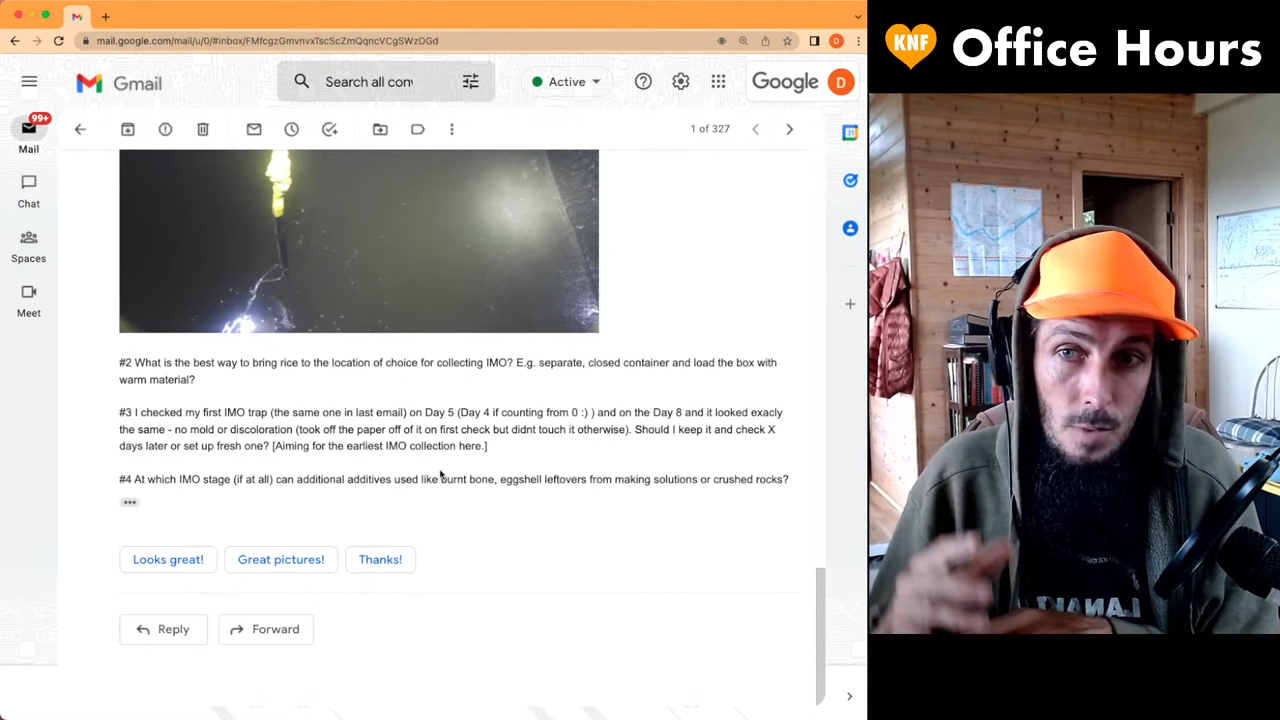 KNF
Office Hours
mail.google.com/mail/u/0/#inbox/FMfcgzGmvnvxTscScZmQqncVCgSWzDGd
D
Gmail
Search all con
Active
Google
D
99+
Mail
Chat
Spaces
Meet
1 of 327
#2 What is the best way to bring rice to the location of choice for collecting IMO? E.g. separate, closed container and load the box with
warm material?
#3 I checked my first IMO trap (the same one in last email) on Day 5 (Day 4 if counting from 0 :) ) and on the Day 8 and it looked exacly
the same - no mold or discoloration (took off the paper off of it on first check but didnt touch it otherwise). Should I keep it and check X
days later or set up fresh one? [Aiming for the earliest IMO collection here.]
#4 At which IMO stage (if at all) can additional additives used like burnt bone, eggshell leftovers from making solutions or crushed rocks?
Looks great!
Great pictures!
Thanks!
Reply
Forward